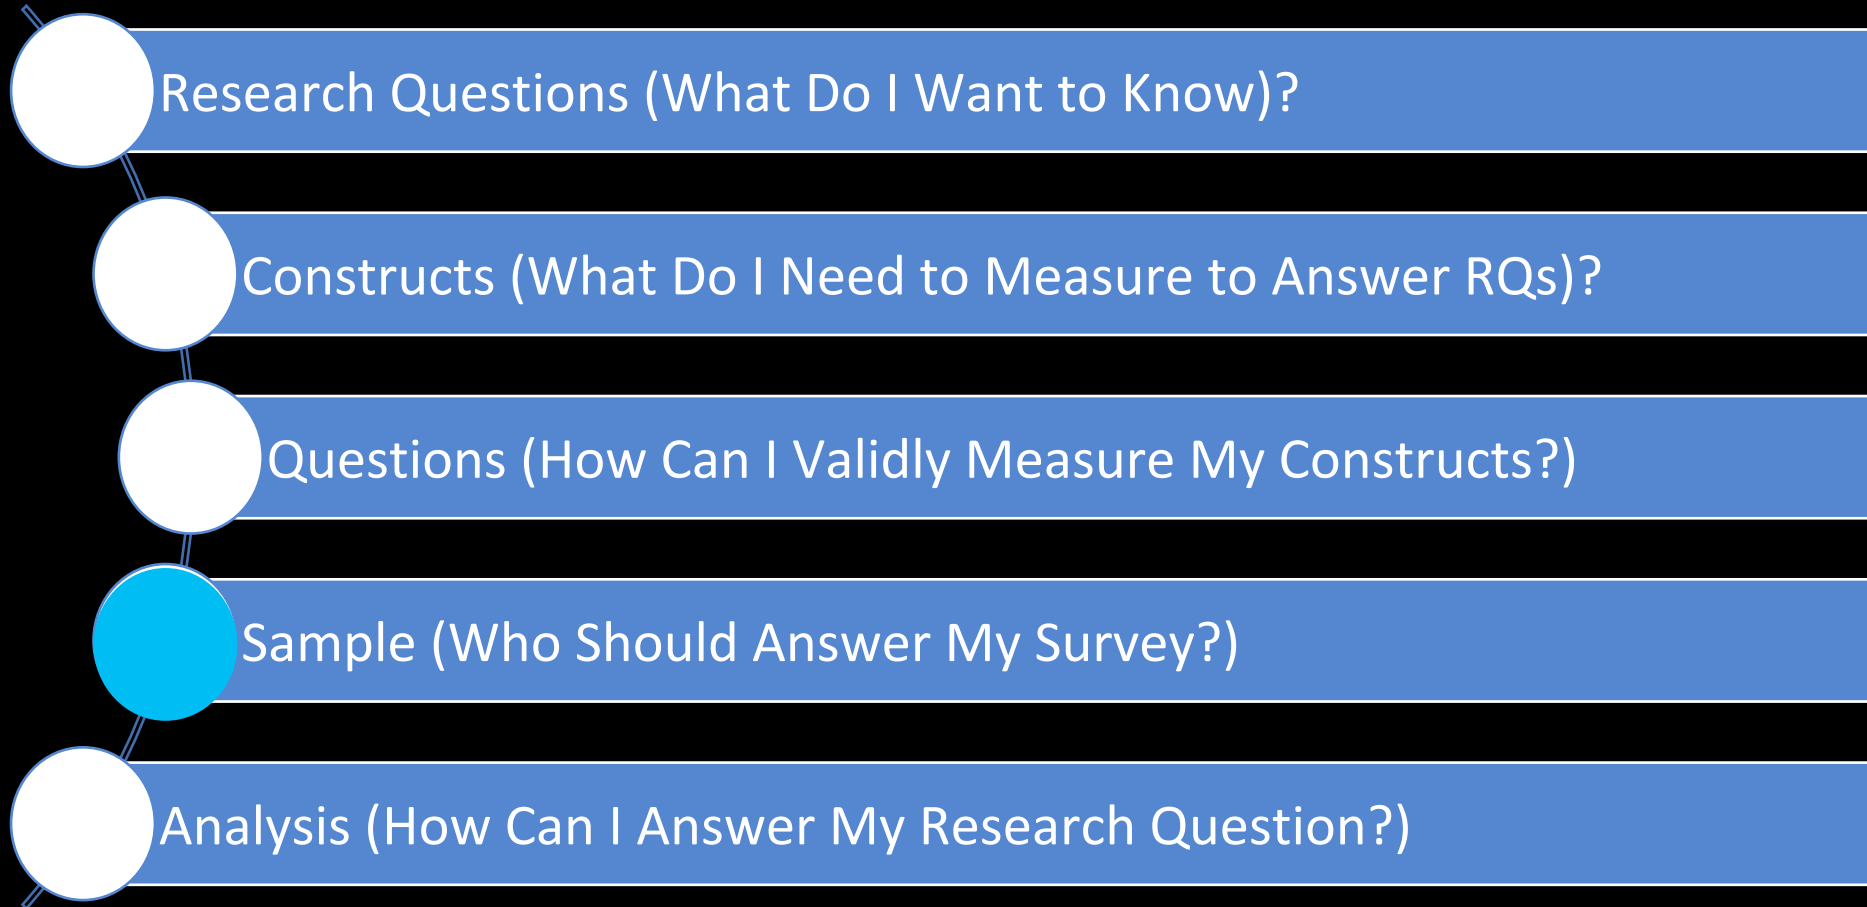 Research Questions (What Do I Want to Know)?
Constructs (What Do I Need to Measure to Answer RQs)?
Questions (How Can I Validly Measure My Constructs?)
Sample (Who Should Answer My Survey?)
Analysis (How Can I Answer My Research Question?)